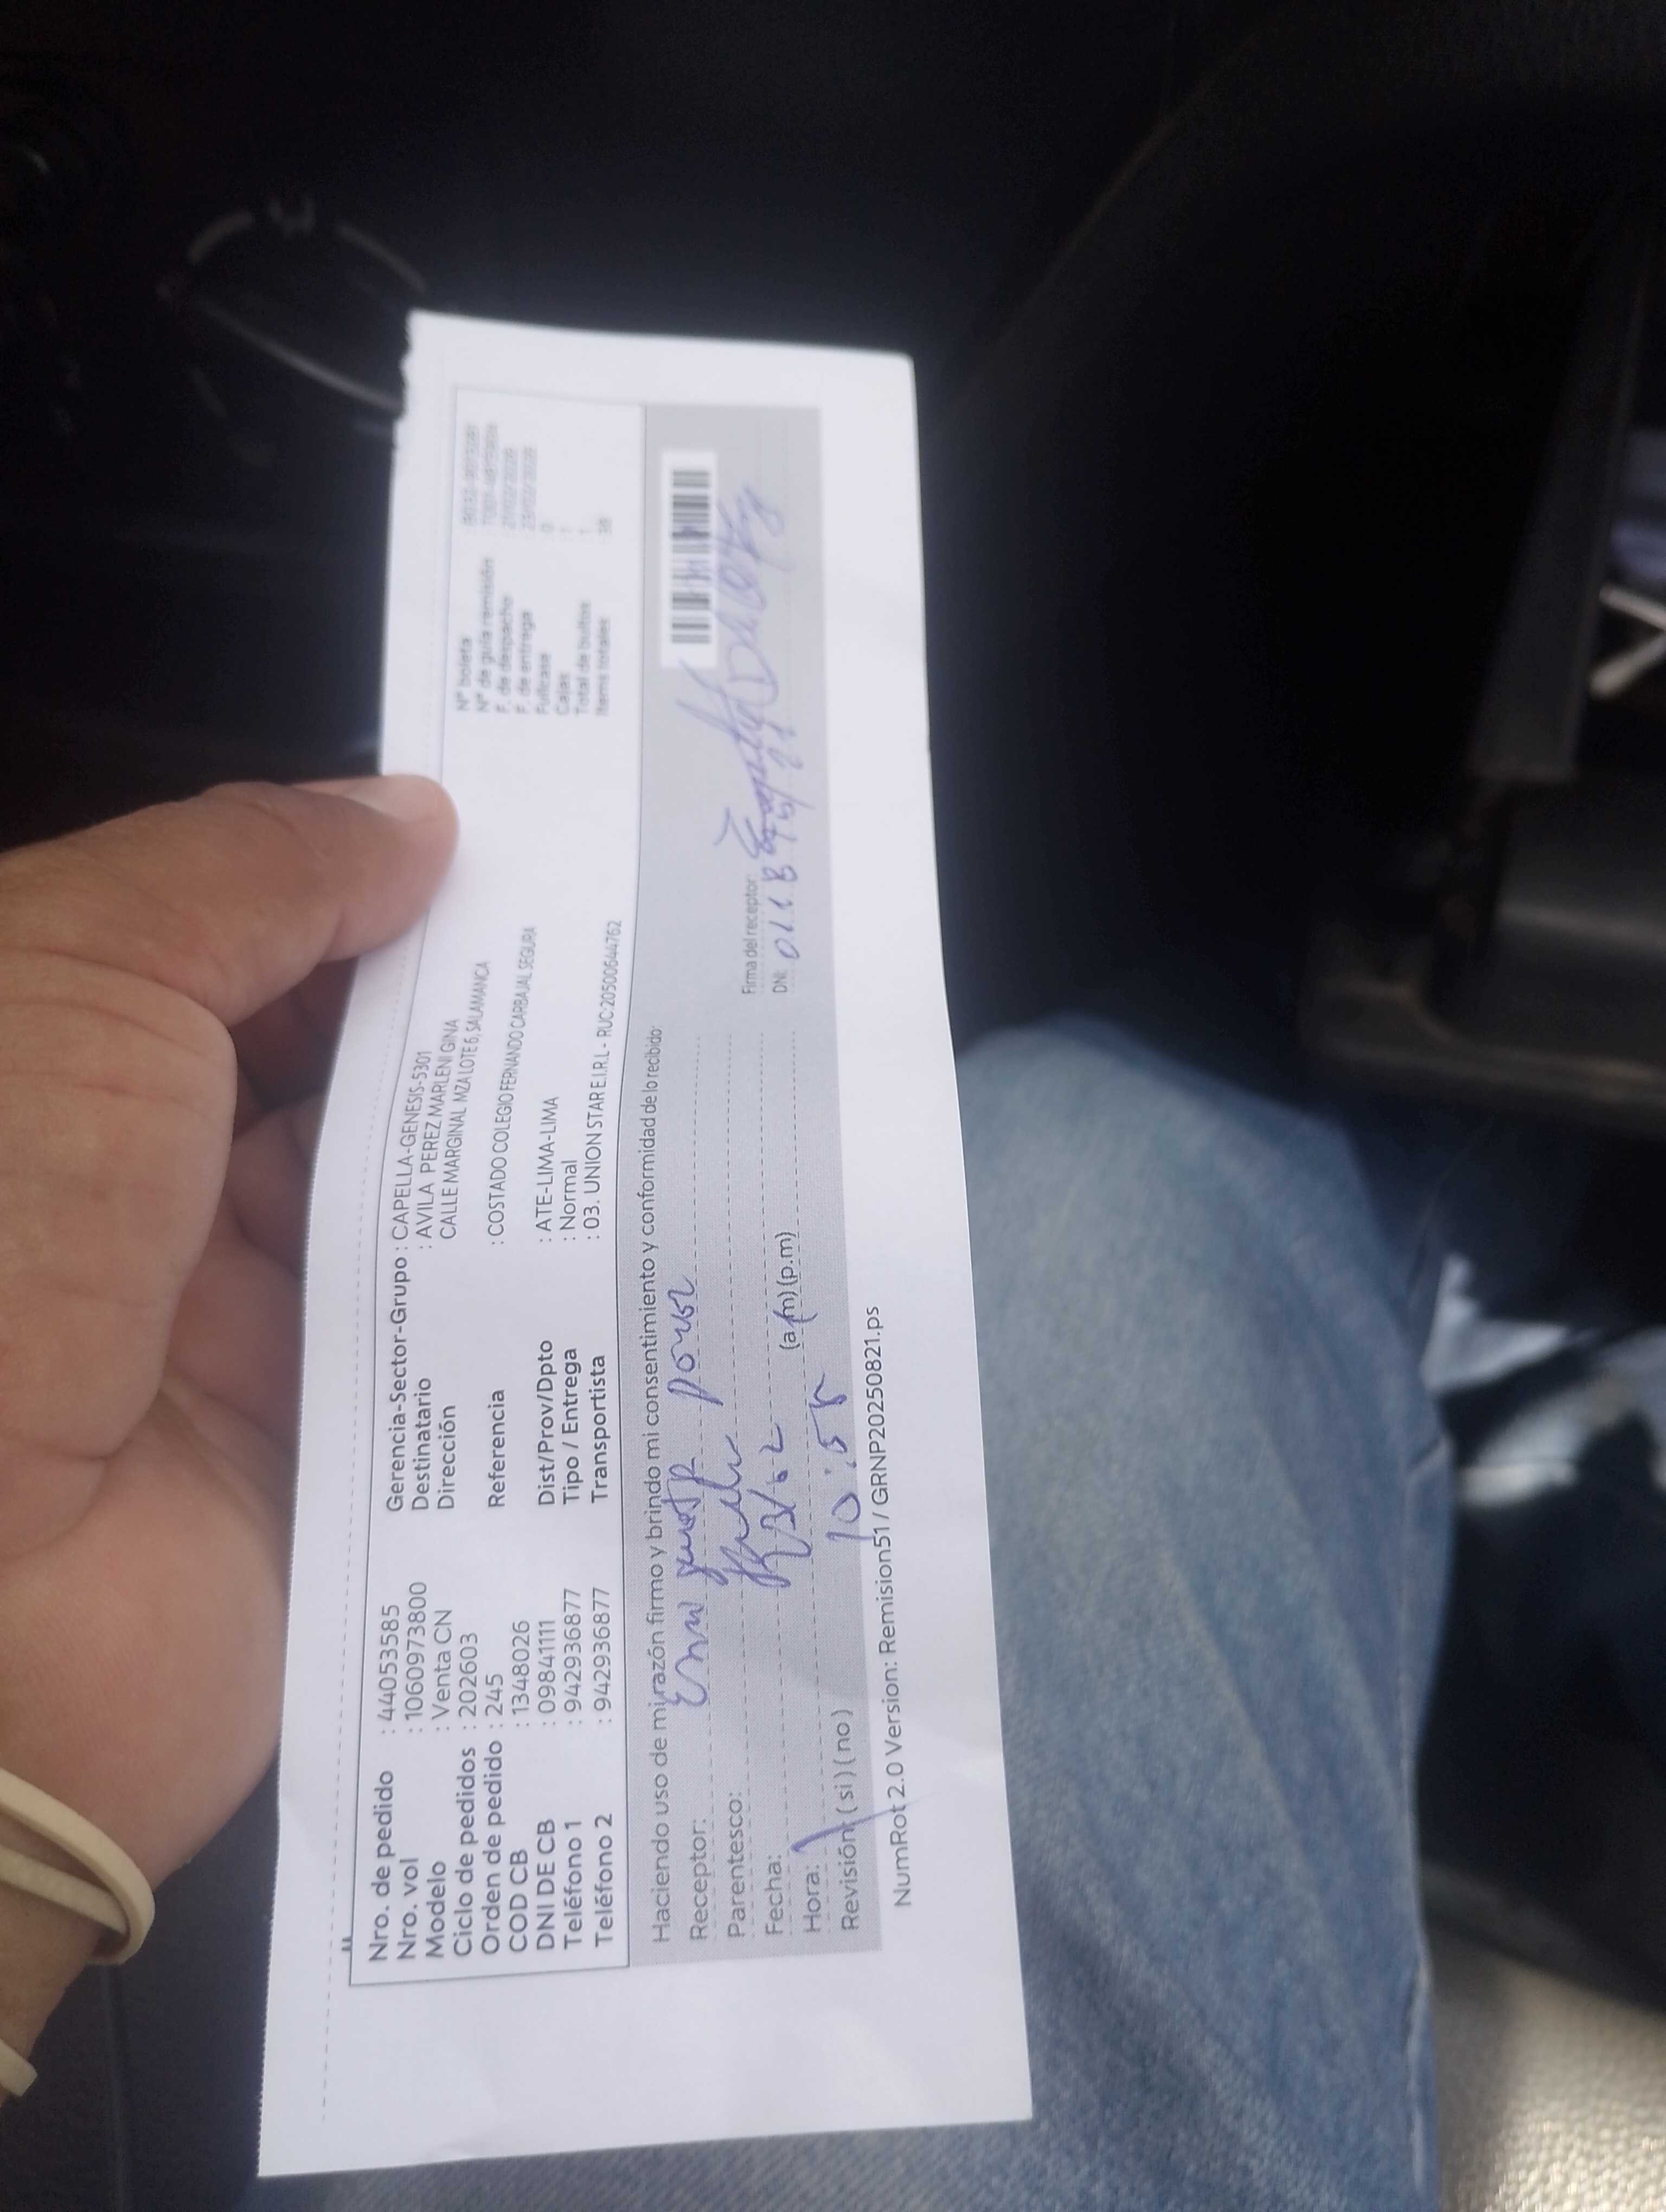 Nro. de pedido : 44053585
Nro. vol : 1060973800
Modelo : Venta CN
Ciclo de pedidos : 202603
Orden de pedido : 245
COD CB : 1348026
DNI DE CB : 09841111
Teléfono 1 : 942936877
Teléfono 2 : 942936877
Gerencia-Sector-Grupo : CAPELLA-GENESIS-5301
Destinatario : AVILA PEREZ MARLENI GINA
Dirección CALLE MARGINAL MZA LOTE 6, SALAMANCA
Referencia : COSTADO COLEGIO FERNANDO CARBAJAL SEGURA
Dist/Prov/Dpto : ATE-LIMA-LIMA
Tipo / Entrega : Normal
Transportista : 03. UNION STAR E.I.R.L - RUC:20500644762
N° boleta
N° de guía remisión
F. de despacho
F. de entrega
Fullcase 0
Cajas 1
Total de bultos 1
Items totales
Haciendo uso de mi razón firmo y brindo mi consentimiento y conformidad de lo recibido:
Receptor:
Parentesco:
Fecha:
Hora: 10:55 (a.m) (p.m)
Revisión: ( si ) ( no )
Firma del receptor:
DNI:
NumRot 2.0 Version: Remision51 / GRNP20250821.ps